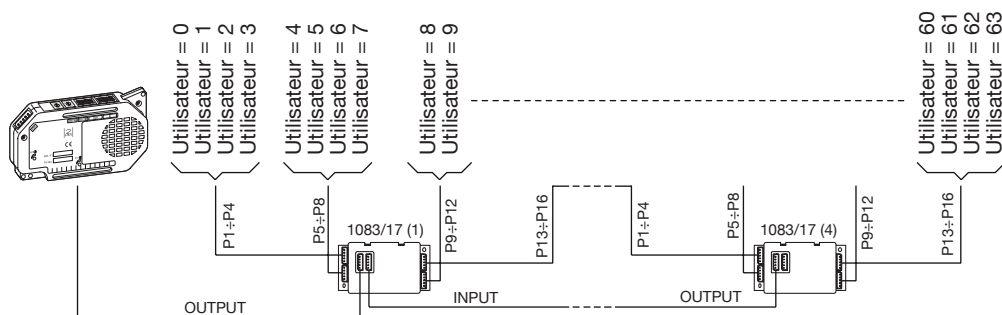 Utilisateur = 0
Utilisateur = 1
Utilisateur = 2
Utilisateur = 3
Utilisateur = 4
Utilisateur = 5
Utilisateur = 6
Utilisateur = 7
Utilisateur = 8
Utilisateur = 9
Utilisateur = 60
Utilisateur = 61
Utilisateur = 62
Utilisateur = 63
P1÷P4
P5÷P8
1083/17 (1)
P9÷P12
P13÷P16
P1÷P4
P5÷P8
1083/17 (4)
P9÷P12
P13÷P16
OUTPUT
INPUT
OUTPUT